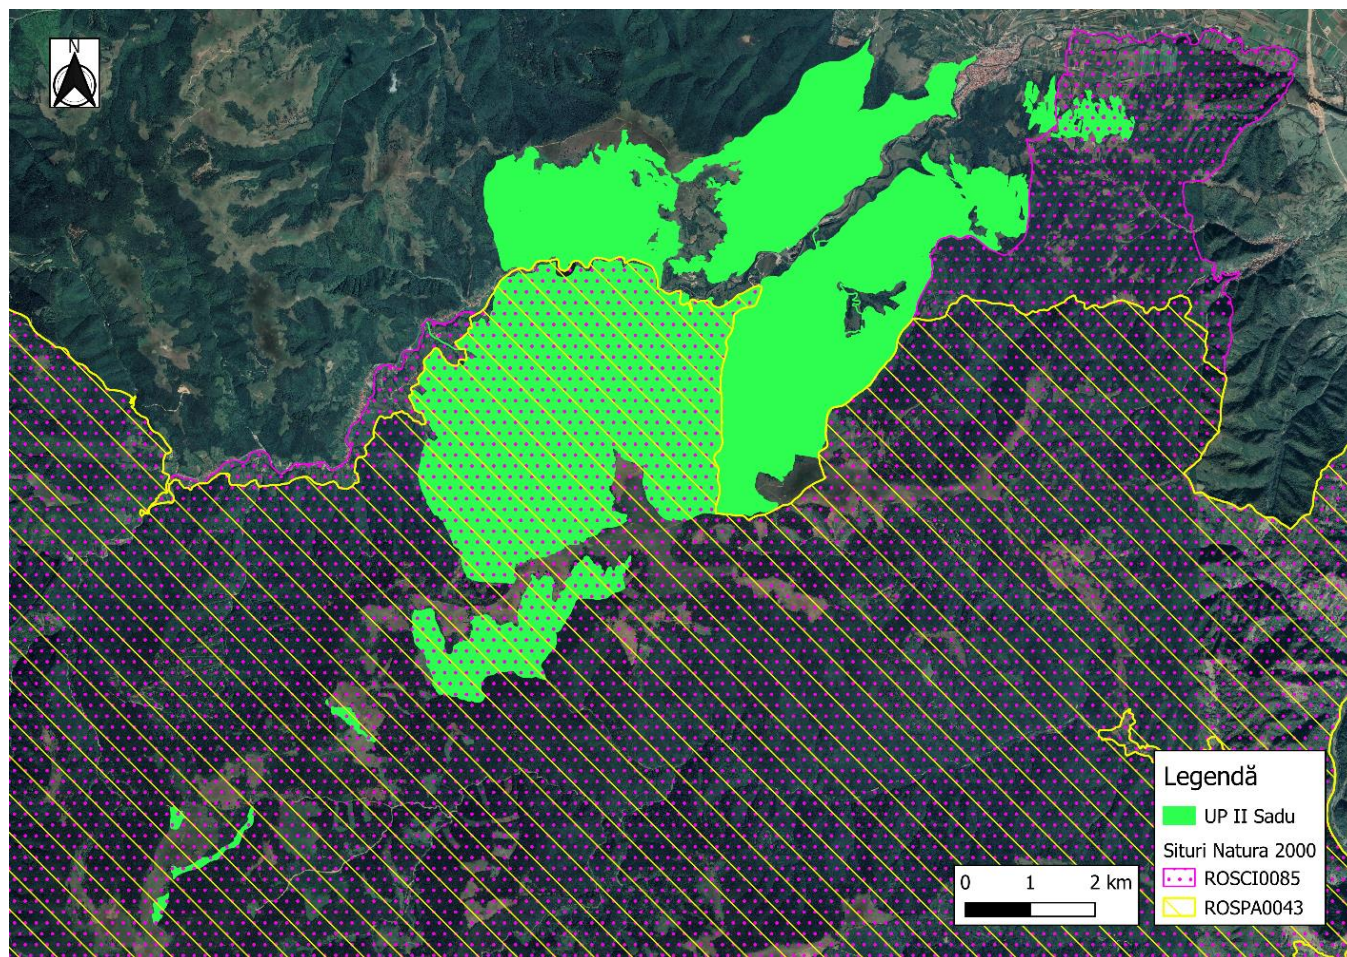 N
Legendă
UP II Sadu
Situri Natura 2000
ROSCI0085
ROSPA0043
0 1 2 km